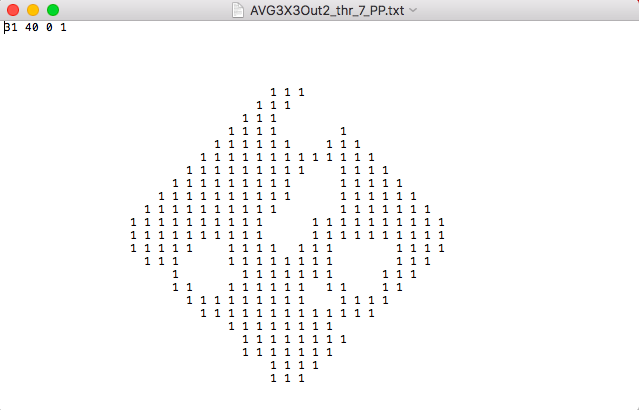 AVG3X3Out2_thr_7_PP.txt
31 40 0 1
1 1 1
1 1 1
1 1 1
1 1 1 1         1
1 1 1 1 1 1     1 1 1
1 1 1 1 1 1 1 1 1 1 1 1 1
1 1 1 1 1 1 1 1 1     1 1 1 1
1 1 1 1 1 1 1 1 1       1 1 1 1 1
1 1 1 1 1 1 1 1 1 1       1 1 1 1 1 1
1 1 1 1 1 1 1 1 1 1         1 1 1 1 1 1 1
1 1 1 1 1 1 1 1 1 1       1 1 1 1 1 1 1 1 1 1
1 1 1 1 1 1 1 1 1 1       1 1 1 1 1 1 1 1 1 1
1 1 1 1 1     1 1 1 1   1 1 1         1 1 1 1
1 1 1       1 1 1 1 1 1 1 1         1 1 1
1         1 1 1 1 1 1 1       1 1 1
1 1     1 1 1 1 1 1   1 1     1 1
1 1 1 1 1 1 1 1 1     1 1 1 1
1 1 1 1 1 1 1 1 1 1 1 1 1
1 1 1 1 1 1 1 1
1 1 1 1 1 1 1 1
1 1 1 1 1 1 1
1 1 1 1
1 1 1